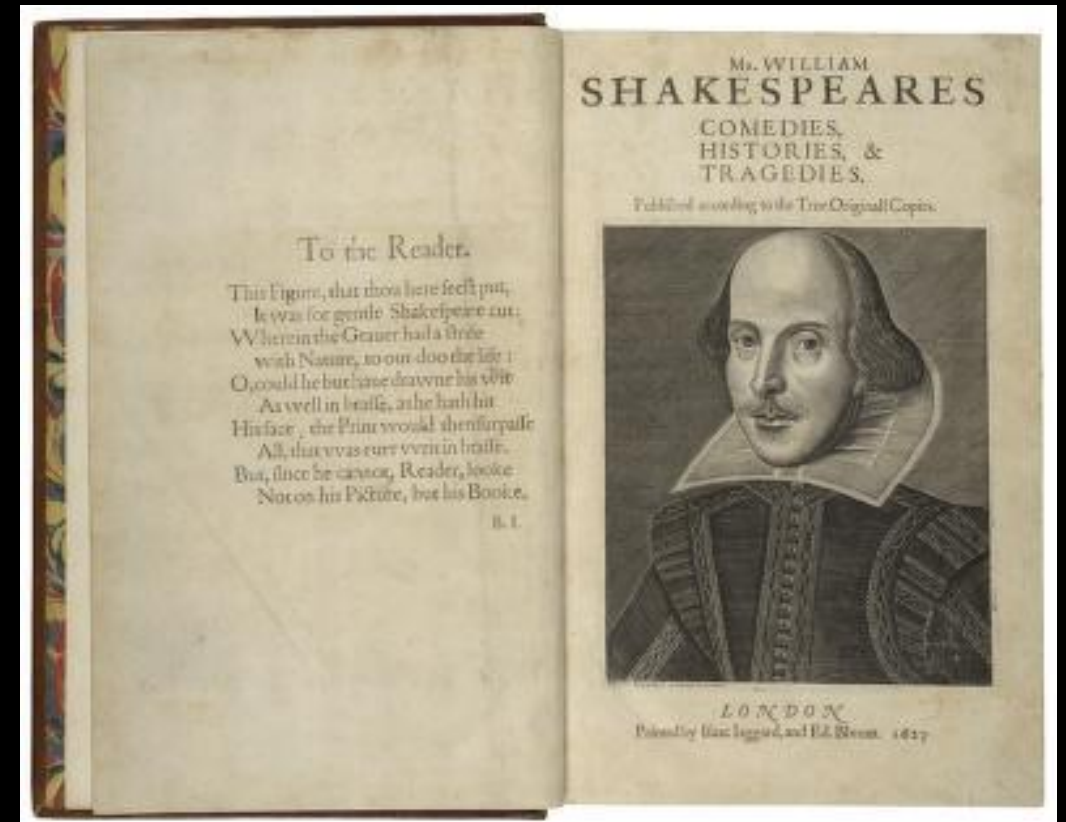 To the Reader.
This Figure, that thou here seeſt put,
It was for gentle Shakeſpeare cut;
Wherein the Grauer had a ſtrife
with Nature, to out-doo the life:
O, could he but haue drawne his wit
As well in braſſe, as he hath hit
His face, the Print would then ſurpaſſe
All, that vvas euer vvrit in braſſe.
But, ſince he cannot, Reader, looke
Not on his Picture, but his Booke.
B. I.
Mr. WILLIAM
SHAKESPEARES
COMEDIES,
HISTORIES, &
TRAGEDIES.
Publiſhed according to the True Originall Copies.
LONDON
Printed by Iſaac Iaggard, and Ed. Blount. 1623